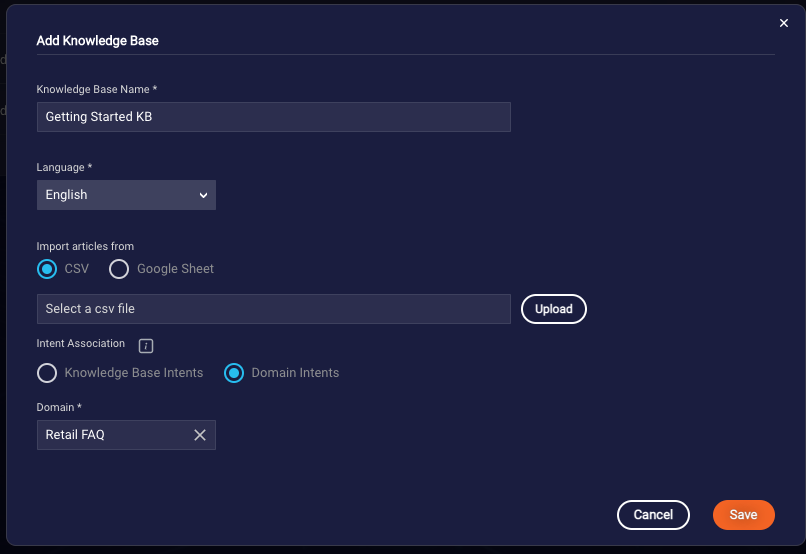 Add Knowledge Base
Knowledge Base Name *
Getting Started KB
Language *
English
Import articles from
CSV Google Sheet
Select a csv file Upload
Intent Association i
Knowledge Base Intents Domain Intents
Domain *
Retail FAQ
Cancel Save